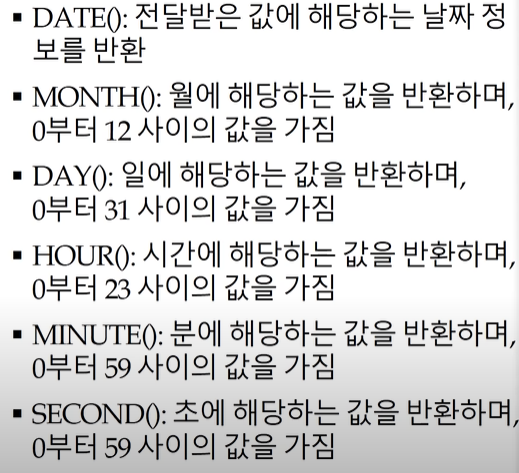 ▪ DATE(): 전달받은 값에 해당하는 날짜 정
보를 반환
▪ MONTH(): 월에 해당하는 값을 반환하며,
0부터 12 사이의 값을 가짐
▪ DAY(): 일에 해당하는 값을 반환하며,
0부터 31 사이의 값을 가짐
▪ HOUR(): 시간에 해당하는 값을 반환하며,
0부터 23 사이의 값을 가짐
▪ MINUTE(): 분에 해당하는 값을 반환하며,
0부터 59 사이의 값을 가짐
▪ SECOND(): 초에 해당하는 값을 반환하며,
0부터 59 사이의 값을 가짐